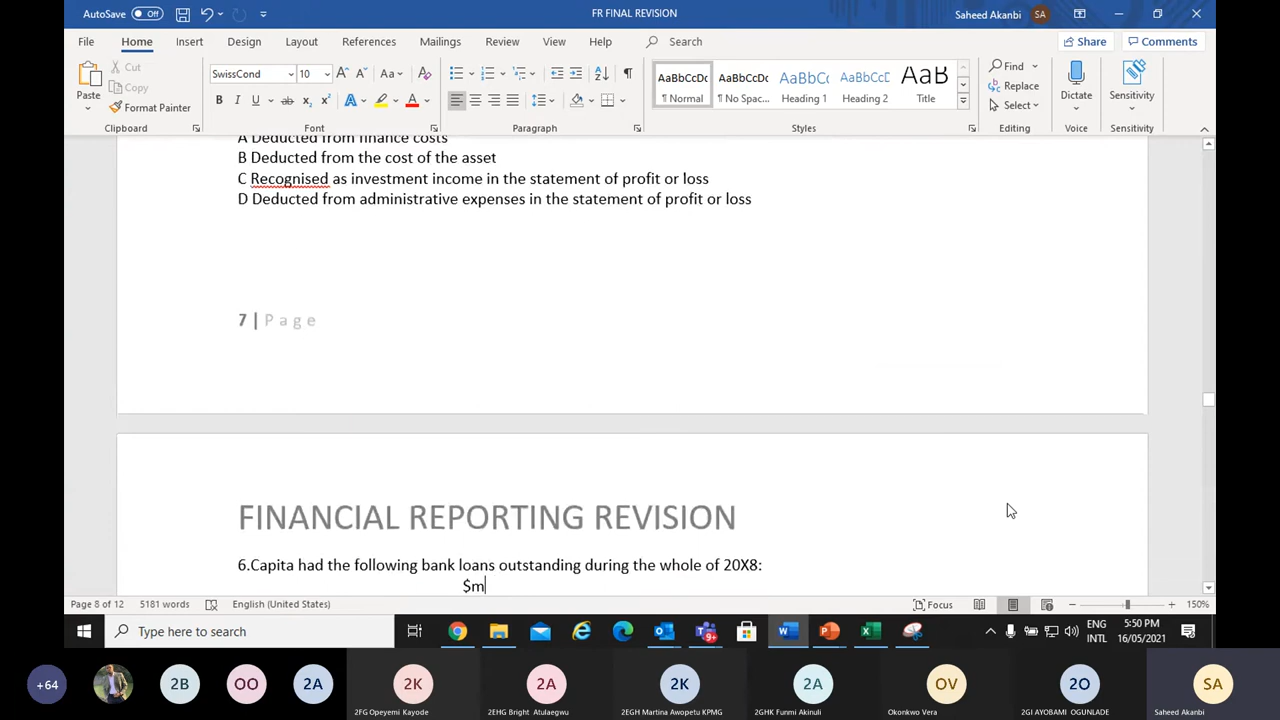 AutoSave Off FR FINAL REVISION Saheed Akanbi SA
File Home Insert Design Layout References Mailings Review View Help Search Share Comments
Paste Cut Copy Format Painter Clipboard
SwissCond 10 Aa Font
Paragraph
AaBbCcDc ¶ Normal AaBbCcDc ¶ No Spac... AaBbCc Heading 1 AaBbCcD Heading 2 AaB Title Styles
Find Replace Select Editing
Dictate Voice
Sensitivity Sensitivity
A Deducted from finance costs
B Deducted from the cost of the asset
C Recognised as investment income in the statement of profit or loss
D Deducted from administrative expenses in the statement of profit or loss
7 | Page
FINANCIAL REPORTING REVISION
6.Capita had the following bank loans outstanding during the whole of 20X8:
$m
Page 8 of 12 5181 words English (United States) Focus 150%
Type here to search ENG INTL 5:50 PM 16/05/2021
+64 2B OO 2A 2K 2A 2K 2A OV 2O SA
2FG Opeyemi Kayode 2EHG Bright Atulaegwu 2EGH Martina Awopetu KPMG 2GHK Funmi Akinuli Okonkwo Vera 2GI AYOBAMI OGUNLADE Saheed Akanbi